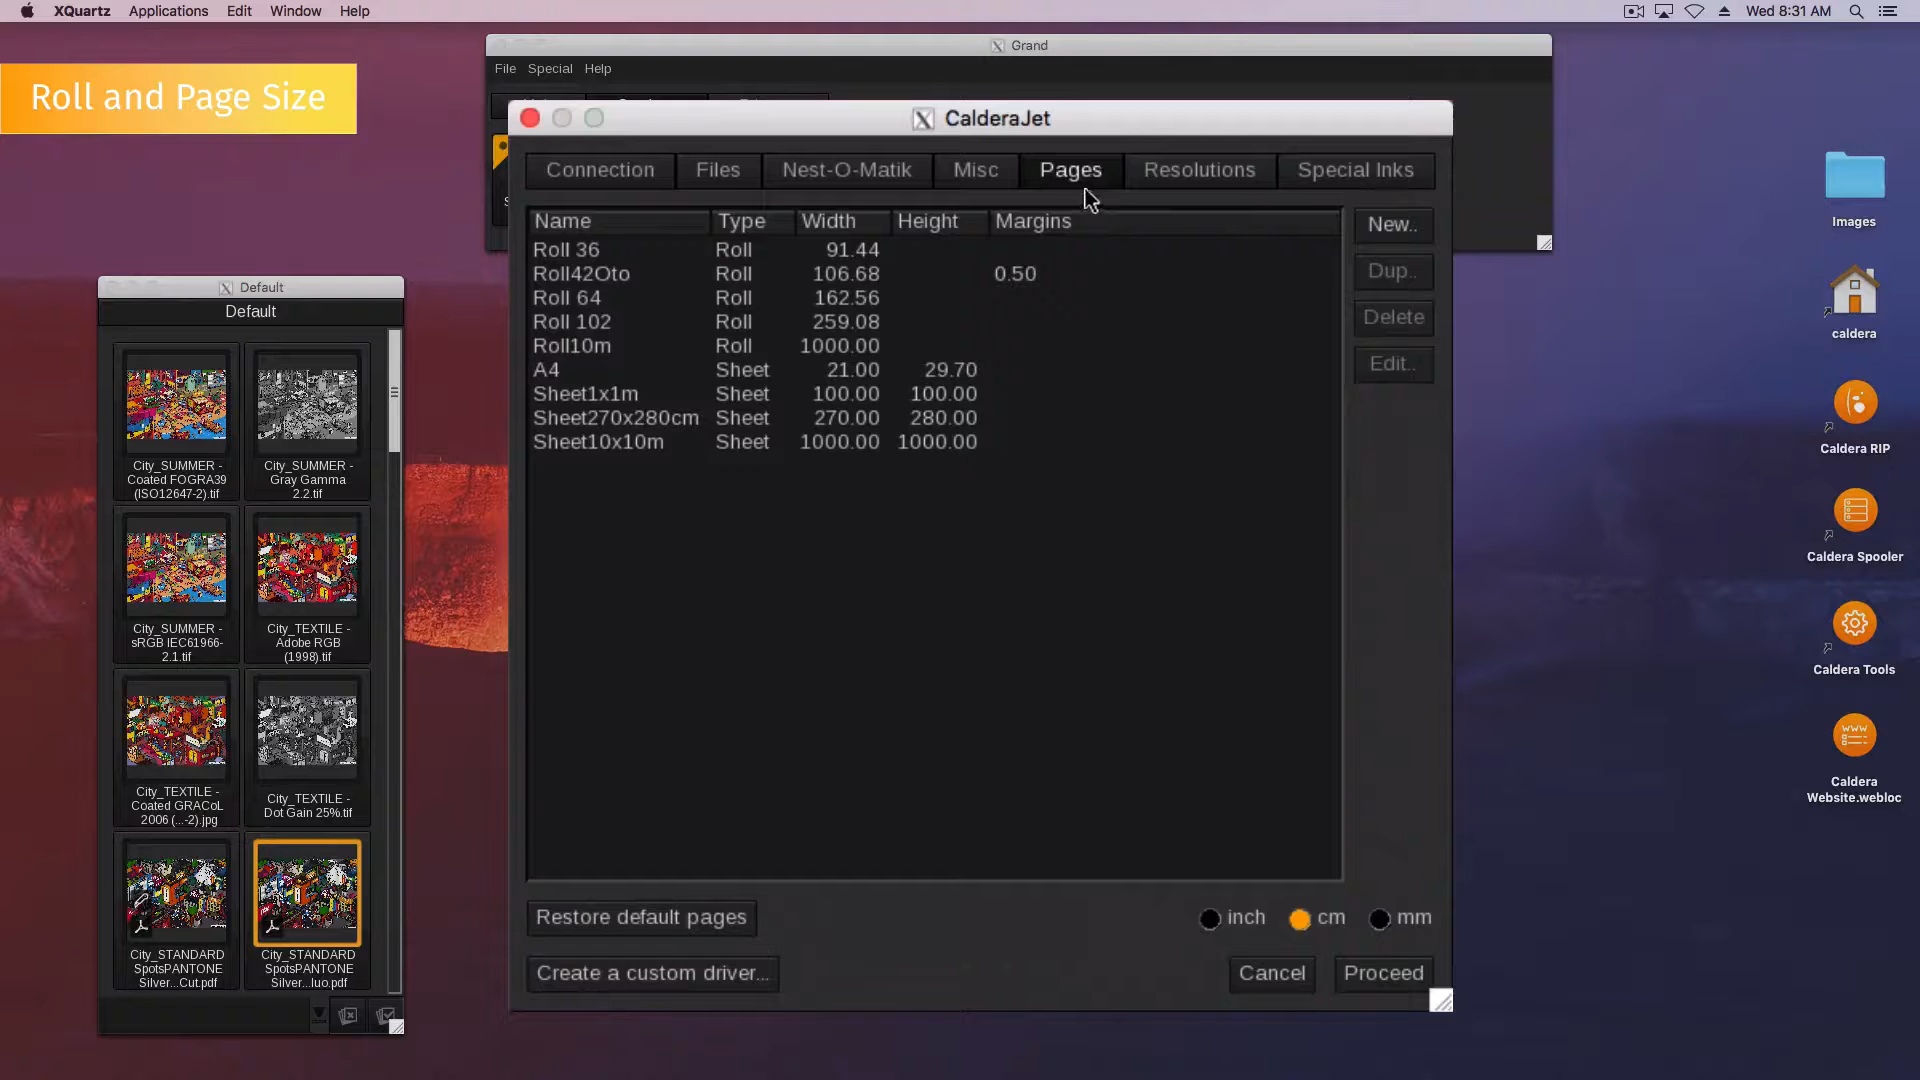 XQuartz Applications Edit Window Help
Wed 8:31 AM
Roll and Page Size
Grand
File Special Help
CalderaJet
Connection Files Nest-O-Matik Misc Pages Resolutions Special Inks
Name Type Width Height Margins
Roll 36 Roll 91.44
Roll42Oto Roll 106.68 0.50
Roll 64 Roll 162.56
Roll 102 Roll 259.08
Roll10m Roll 1000.00
A4 Sheet 21.00 29.70
Sheet1x1m Sheet 100.00 100.00
Sheet270x280cm Sheet 270.00 280.00
Sheet10x10m Sheet 1000.00 1000.00
New..
Dup..
Delete
Edit..
Restore default pages
inch cm mm
Create a custom driver...
Cancel Proceed
Default
Default
City_SUMMER -
Coated FOGRA39
(ISO12647-2).tif
City_SUMMER -
Gray Gamma
2.2.tif
City_SUMMER -
sRGB IEC61966-
2.1.tif
City_TEXTILE -
Adobe RGB
(1998).tif
City_TEXTILE -
Coated GRACoL
2006 (...-2).jpg
City_TEXTILE -
Dot Gain 25%.tif
City_STANDARD
SpotsPANTONE
Silver...Cut.pdf
City_STANDARD
SpotsPANTONE
Silver...luo.pdf
Images
caldera
Caldera RIP
Caldera Spooler
Caldera Tools
WWW
Caldera
Website.webloc